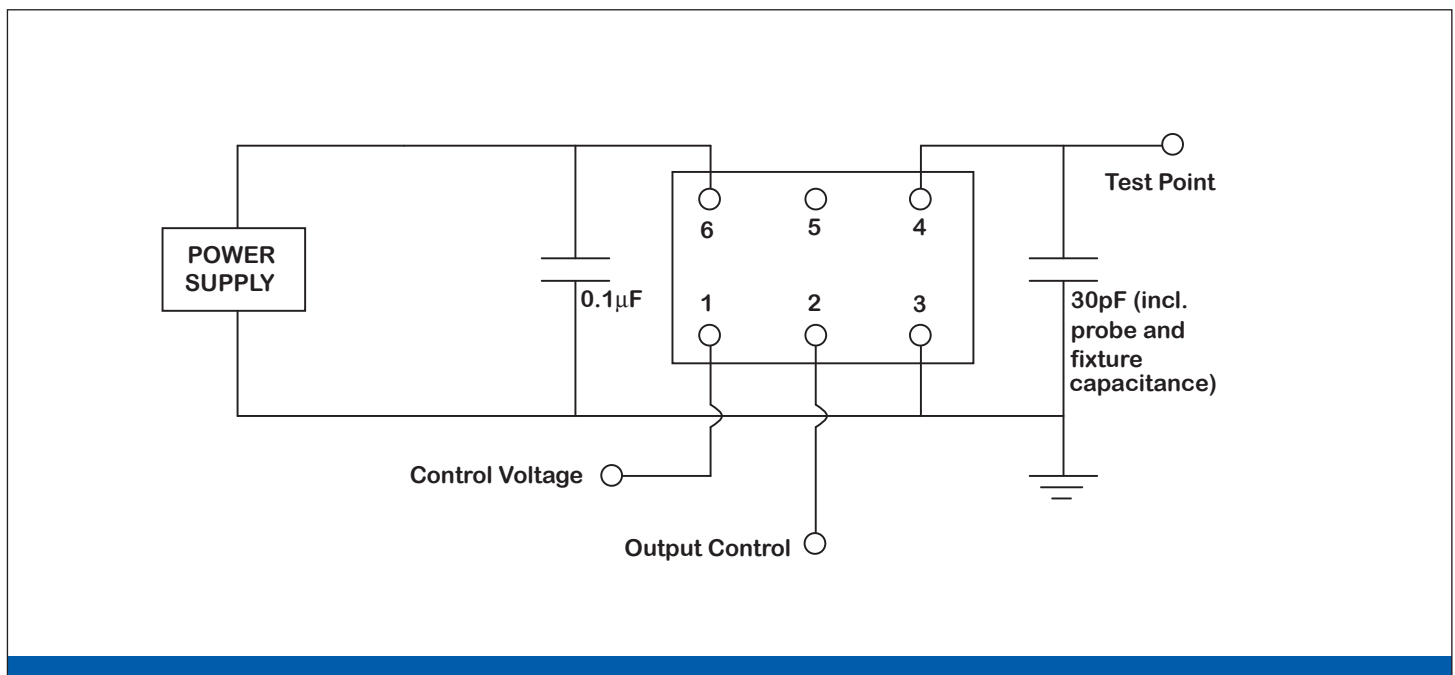 Test Point
6
5
4
POWER
SUPPLY
0.1μF
1
2
3
30pF (incl.
probe and
fixture
capacitance)
Control Voltage
Output Control